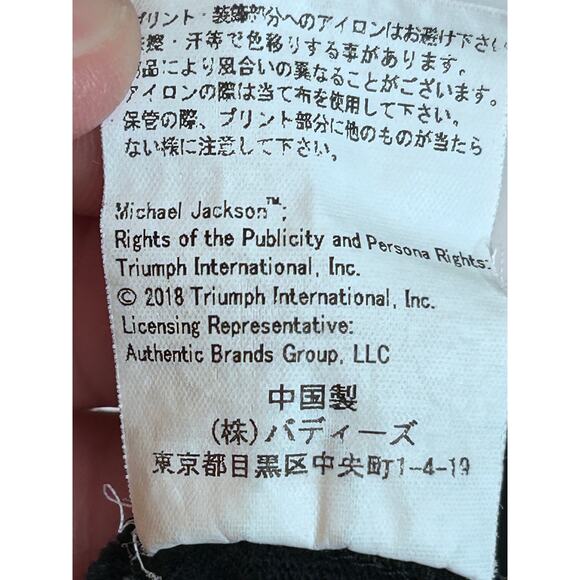 プリント・装飾部分へのアイロンはお避け下さい
摩擦・汗等で色移りする事があります。
商品により風合いの異なることがございます。
アイロンの際は当て布を使用して下さい。
保管の際、プリント部分に他のものが当たら
ない様に注意して下さい。
Michael Jackson™;
Rights of the Publicity and Persona Rights:
Triumph International, Inc.
© 2018 Triumph International, Inc.
Licensing Representative:
Authentic Brands Group, LLC
中国製
(株)バディーズ
東京都目黒区中央町1-4-19